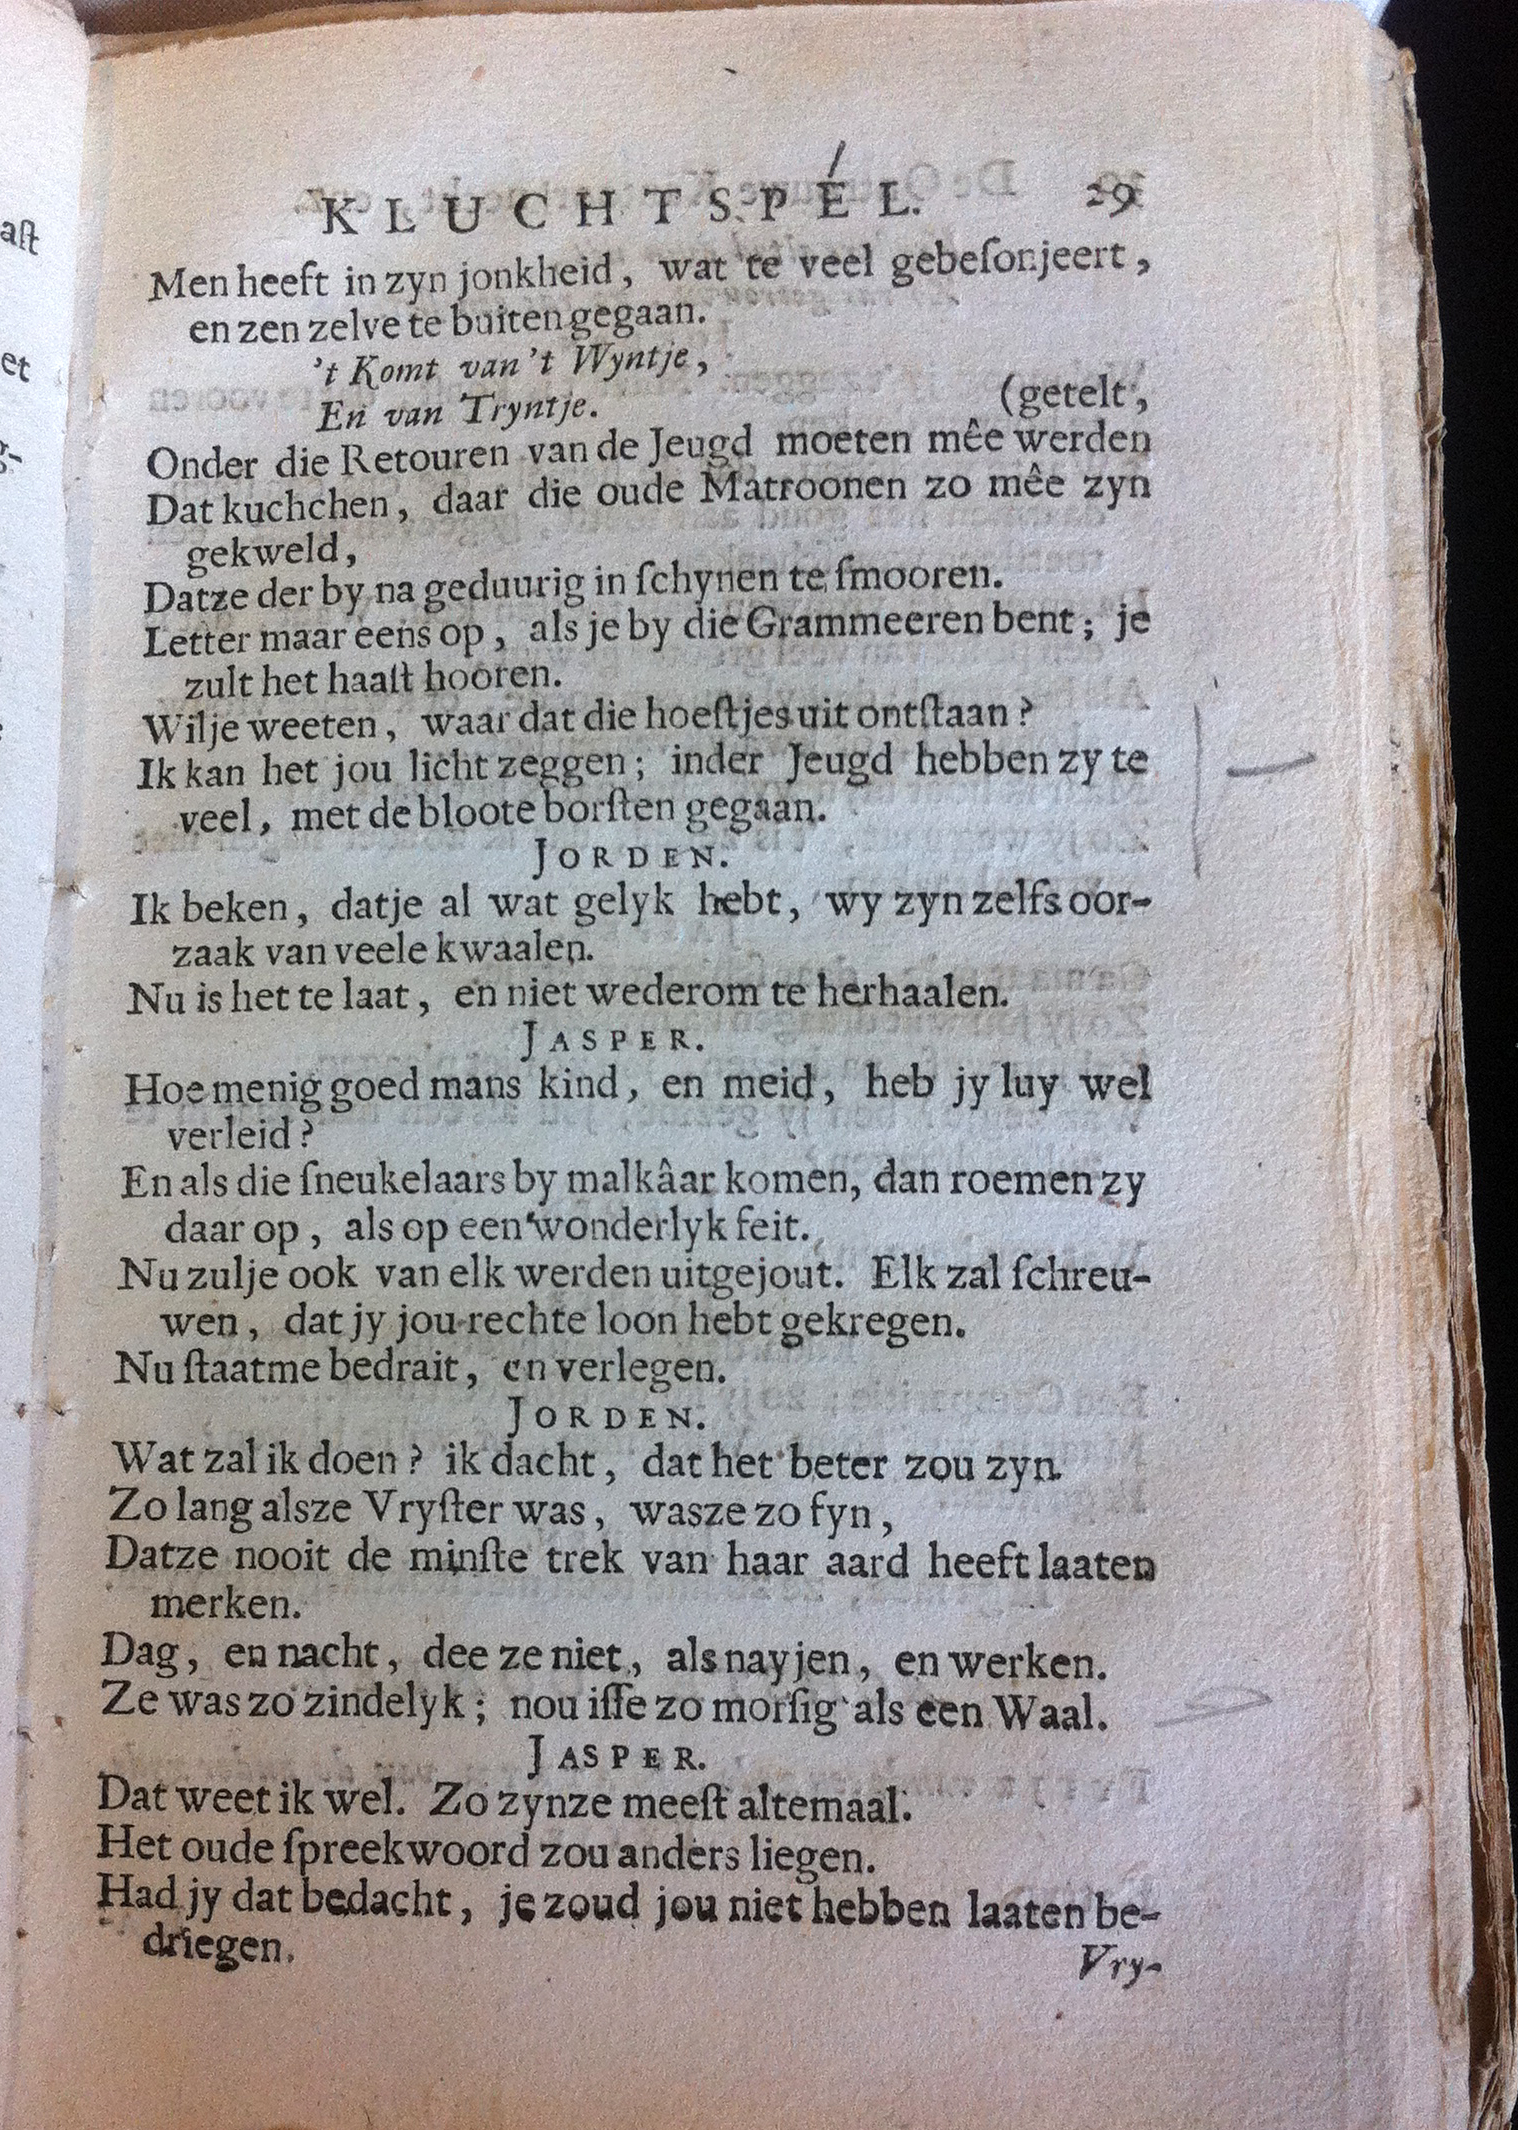 KLUCHTSPÉL. 29
Men heeft in zyn jonkheid, wat te veel gebeſonjeert,
en zen zelve te buiten gegaan.
't Komt van 't Wyntje,
En van Tryntje. (getelt,
Onder die Retouren van de Jeugd moeten mêe werden
Dat kuchchen, daar die oude Matroonen zo mêe zyn
gekweld,
Datze der by na geduurig in ſchynen te ſmooren.
Letter maar eens op, als je by die Grammeeren bent; je
zult het haaſt hooren.
Wilje weeten, waar dat die hoeſtjes uit ontſtaan?
Ik kan het jou licht zeggen; inder Jeugd hebben zy te
veel, met de bloote borſten gegaan.
JORDEN.
Ik beken, datje al wat gelyk hebt, wy zyn zelfs oor-
zaak van veele kwaalen.
Nu is het te laat, en niet wederom te herhaalen.
JASPER.
Hoe menig goed mans kind, en meid, heb jy luy wel
verleid?
En als die ſneukelaars by malkâar komen, dan roemen zy
daar op, als op een wonderlyk feit.
Nu zulje ook van elk werden uitgejout. Elk zal ſchreu-
wen, dat jy jou rechte loon hebt gekregen.
Nu ſtaatme bedrait, en verlegen.
JORDEN.
Wat zal ik doen? ik dacht, dat het beter zou zyn.
Zo lang alsze Vryſter was, wasze zo fyn,
Datze nooit de minſte trek van haar aard heeft laaten
merken.
Dag, en nacht, dee ze niet, als nayjen, en werken.
Ze was zo zindelyk; nou iſſe zo morſig als een Waal.
JASPER.
Dat weet ik wel. Zo zynze meeſt altemaal.
Het oude ſpreekwoord zou anders liegen.
Had jy dat bedacht, je zoud jou niet hebben laaten be-
driegen.
Vry-